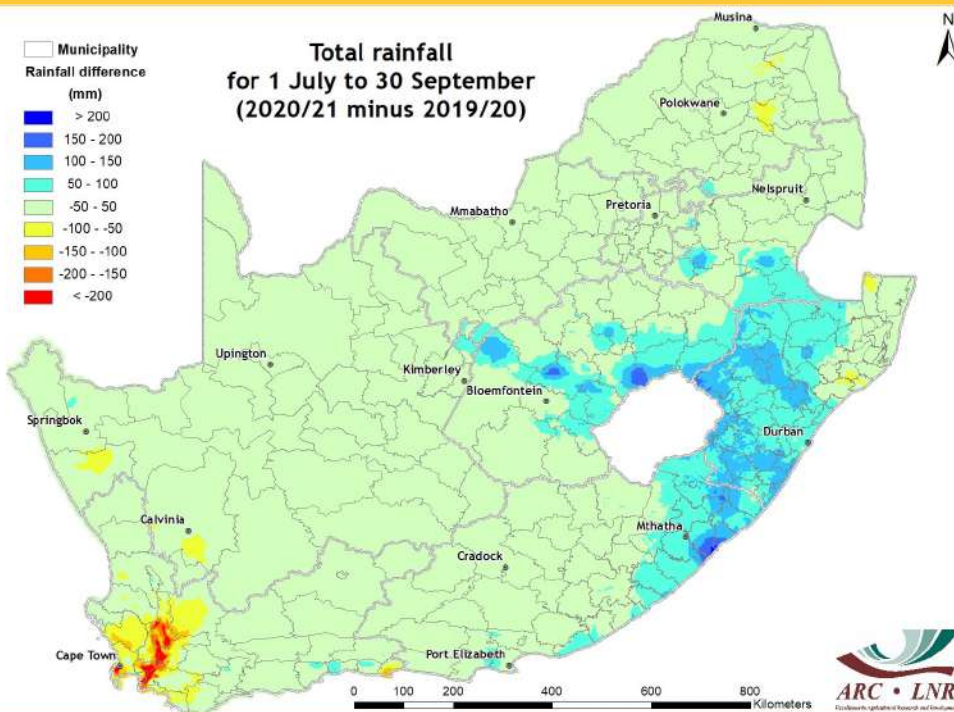 Total rainfall
for 1 July to 30 September
(2020/21 minus 2019/20)
N
Municipality
Rainfall difference
(mm)
> 200
150 - 200
100 - 150
50 - 100
-50 - 50
-100 - -50
-150 - -100
-200 - -150
< -200
Musina
Polokwane
Nelspruit
Pretoria
Mmabatho
Upington
Kimberley
Bloemfontein
Springbok
Durban
Calvinia
Mthatha
Cradock
Cape Town
Port Elizabeth
0 100 200 400 600 800
Kilometers
ARC • LNR